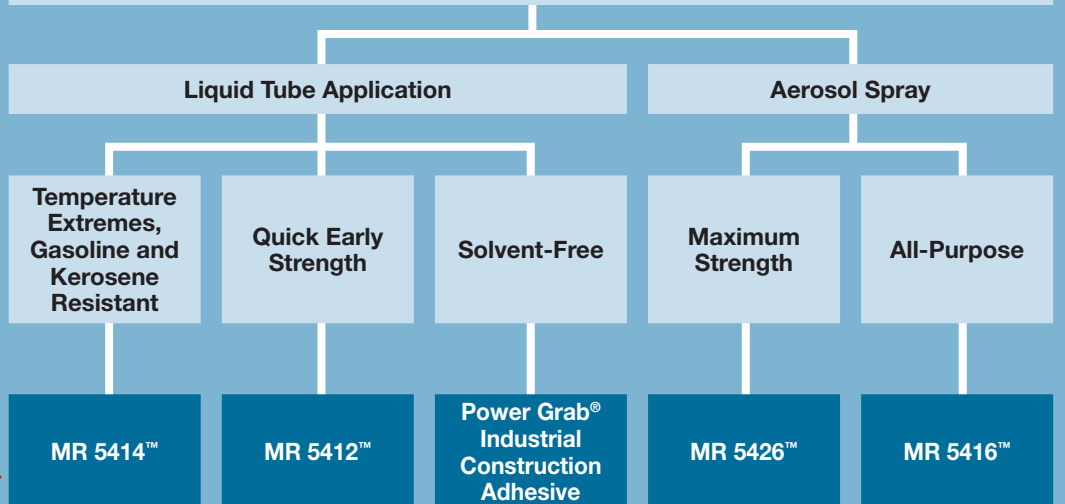 Liquid Tube Application
Aerosol Spray
Temperature
Extremes,
Gasoline and
Kerosene
Resistant
Quick Early
Strength
Solvent-Free
Maximum
Strength
All-Purpose
MR 5414™
MR 5412™
Power Grab®
Industrial
Construction
Adhesive
MR 5426™
MR 5416™